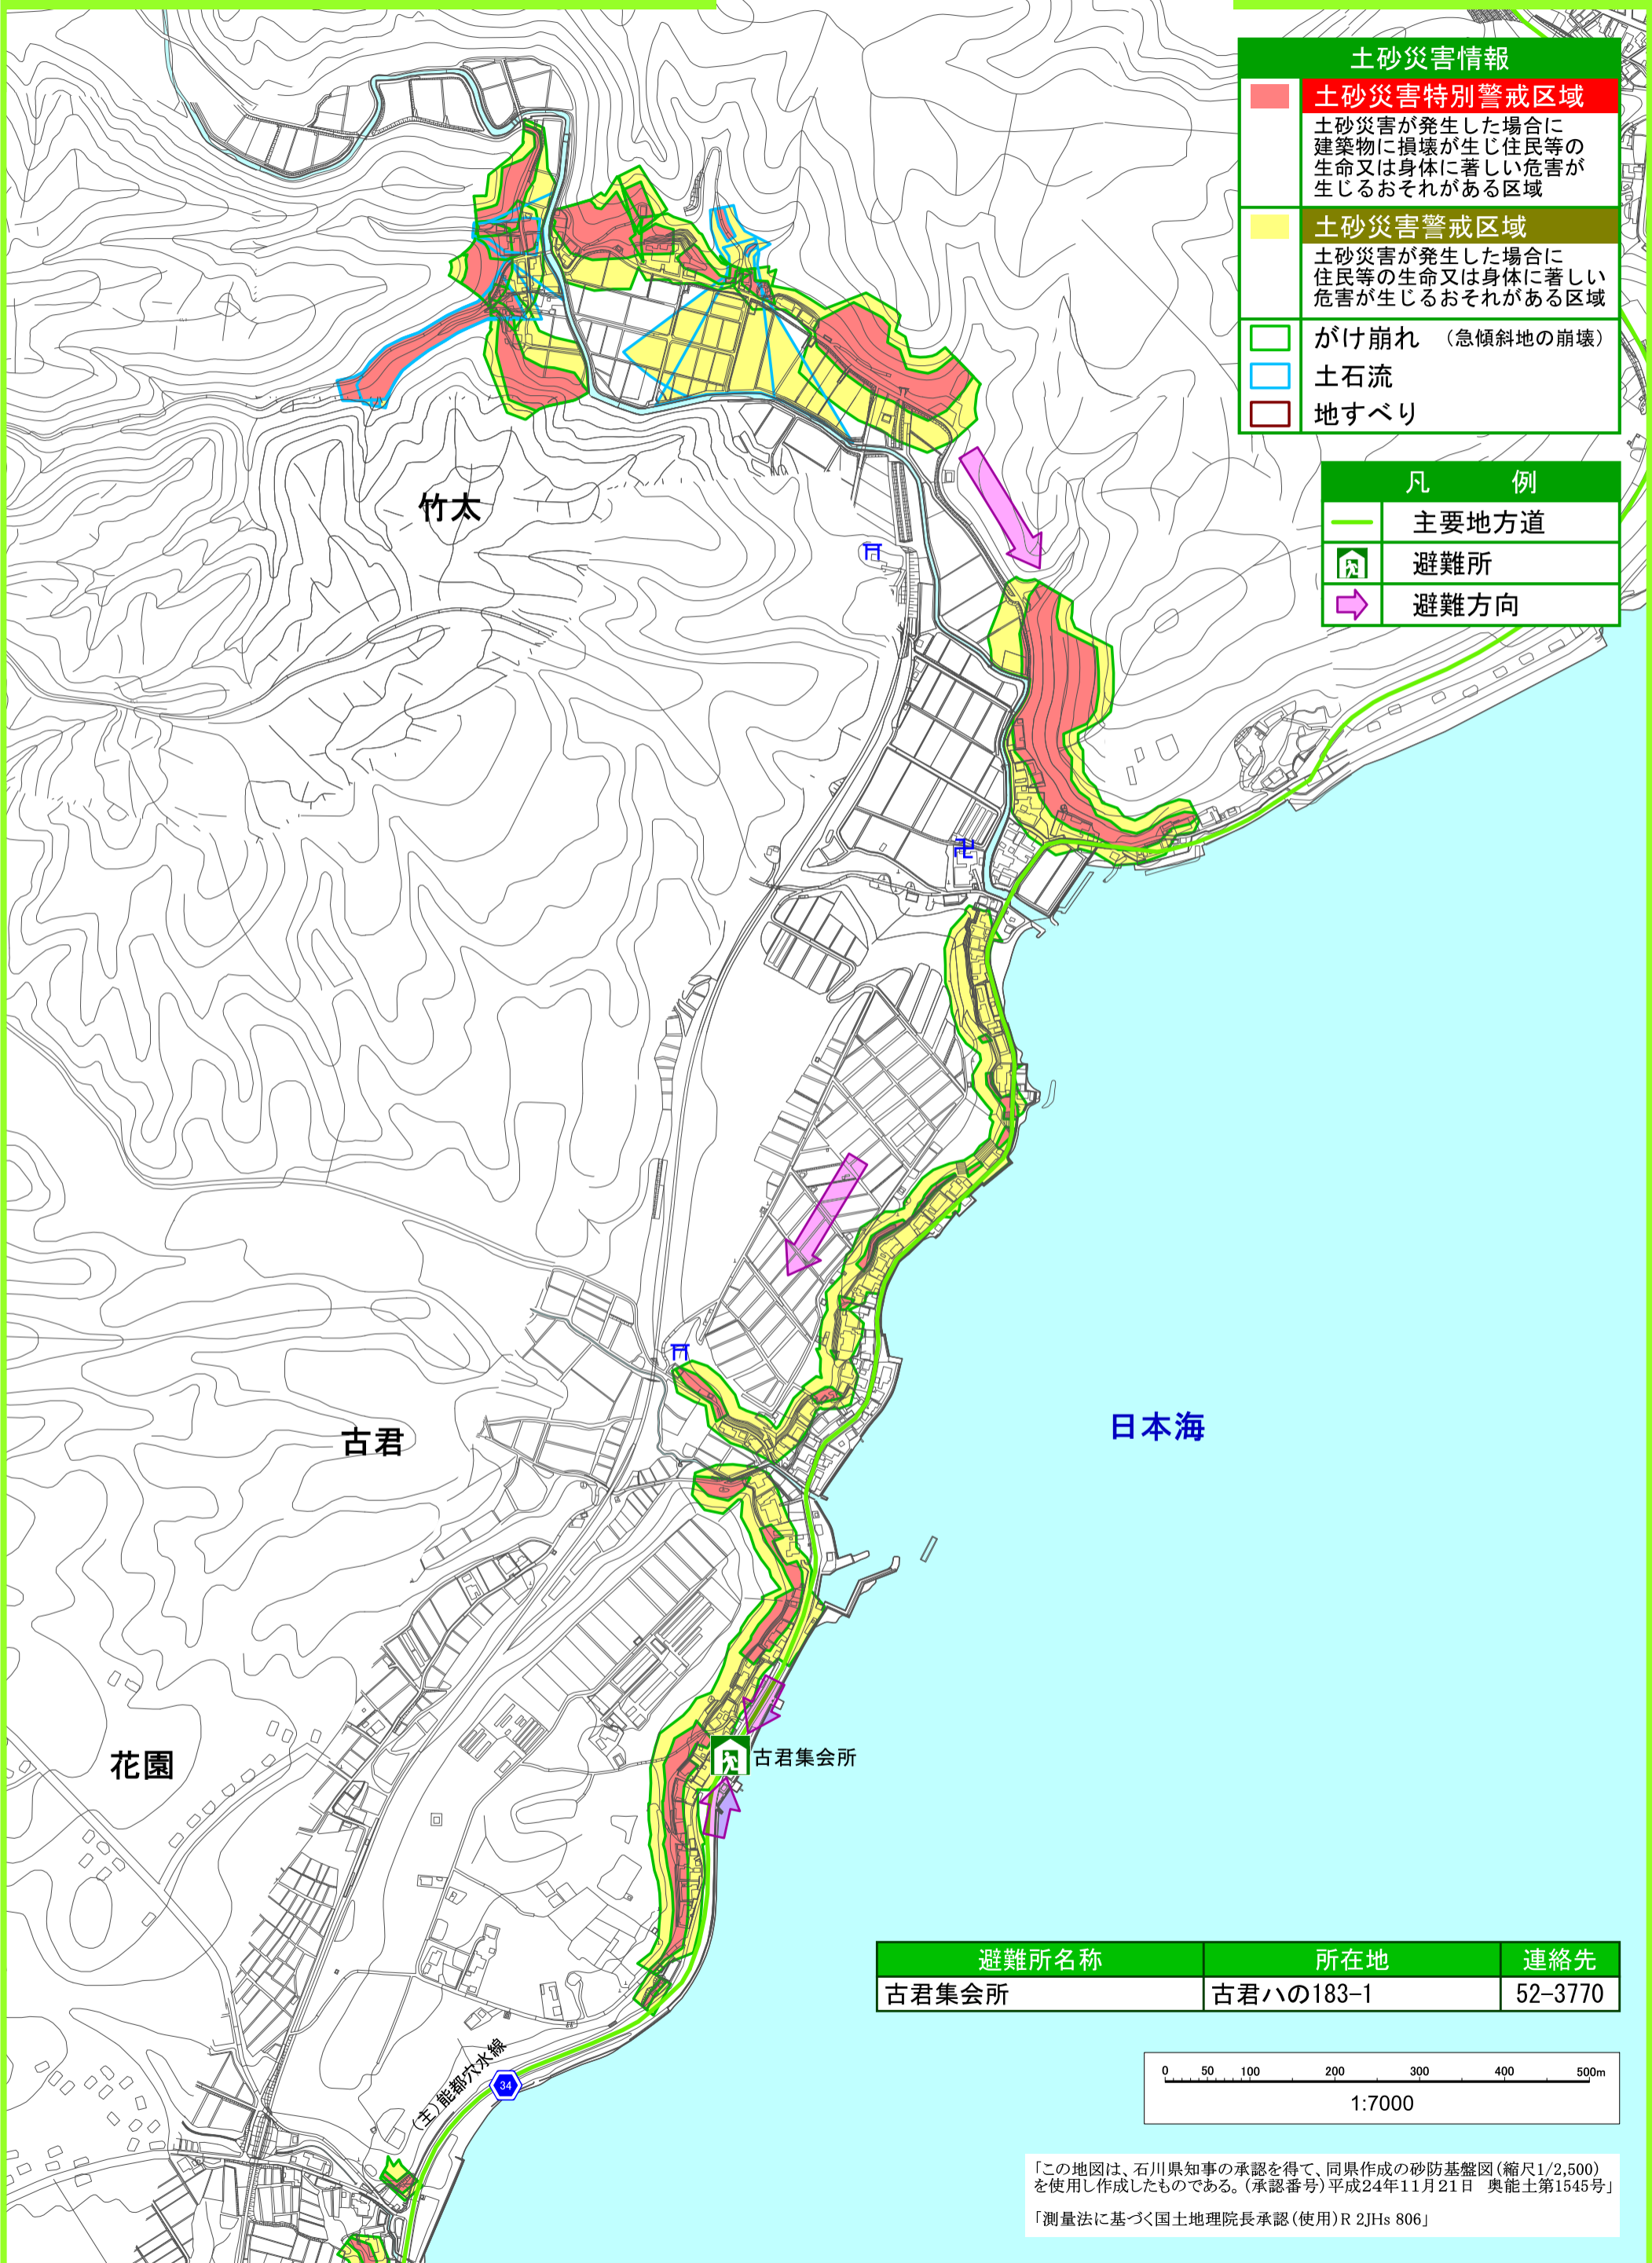 土砂災害情報
土砂災害特別警戒区域
土砂災害が発生した場合に
建築物に損壊が生じ住民等の
生命又は身体に著しい危害が
生じるおそれがある区域
土砂災害警戒区域
土砂災害が発生した場合に
住民等の生命又は身体に著しい
危害が生じるおそれがある区域
がけ崩れ （急傾斜地の崩壊）
土石流
地すべり
凡 例
主要地方道
避難所
避難方向
竹太
卍
日本海
古君
花園
古君集会所
避難所名称 所在地 連絡先
古君集会所 古君ハの183-1 52-3770
（主）能都穴水線
34
0 50 100 200 300 400 500m
1:7000
「この地図は、石川県知事の承認を得て、同県作成の砂防基盤図（縮尺1/2,500）
を使用し作成したものである。（承認番号）平成24年11月21日 奥能土第1545号」
「測量法に基づく国土地理院長承認（使用）R 2JHs 806」